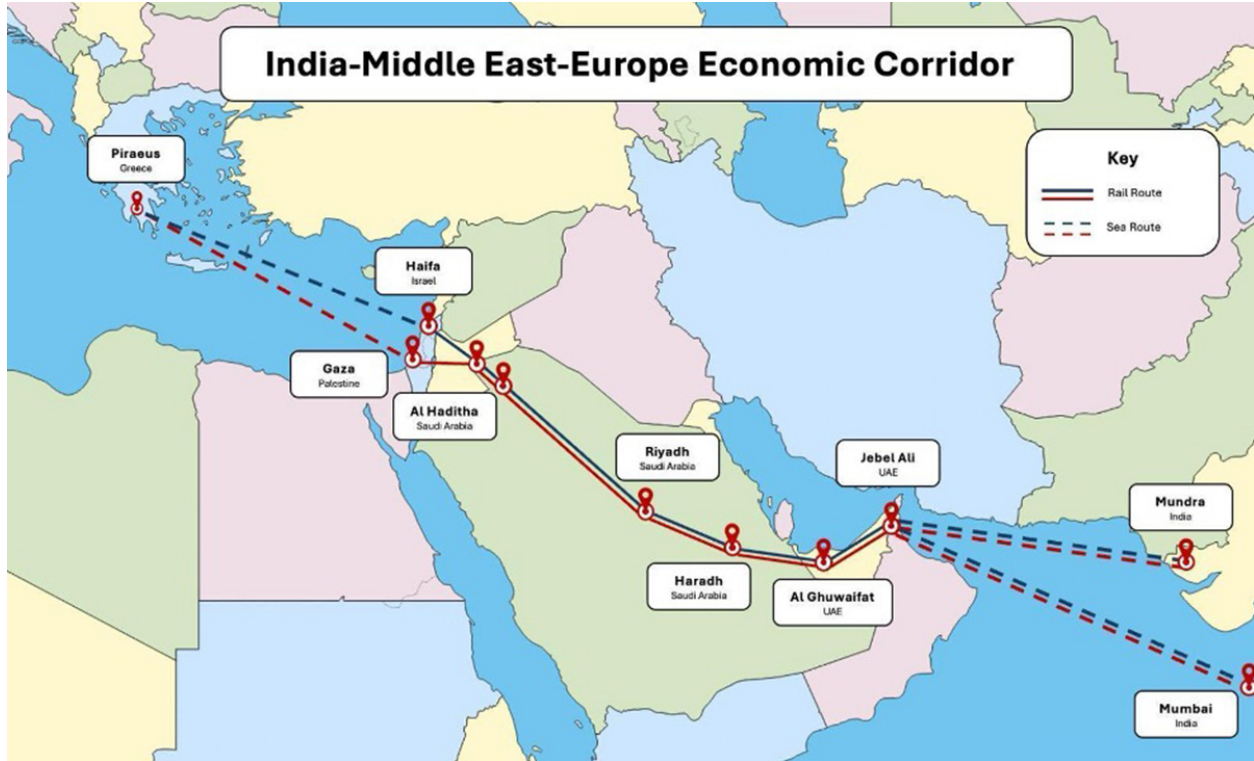 India-Middle East-Europe Economic Corridor
Key
Rail Route
Sea Route
Piraeus
Greece
Haifa
Israel
Gaza
Palestine
Al Haditha
Saudi Arabia
Riyadh
Saudi Arabia
Jebel Ali
UAE
Mundra
India
Haradh
Saudi Arabia
Al Ghuwaifat
UAE
Mumbai
India